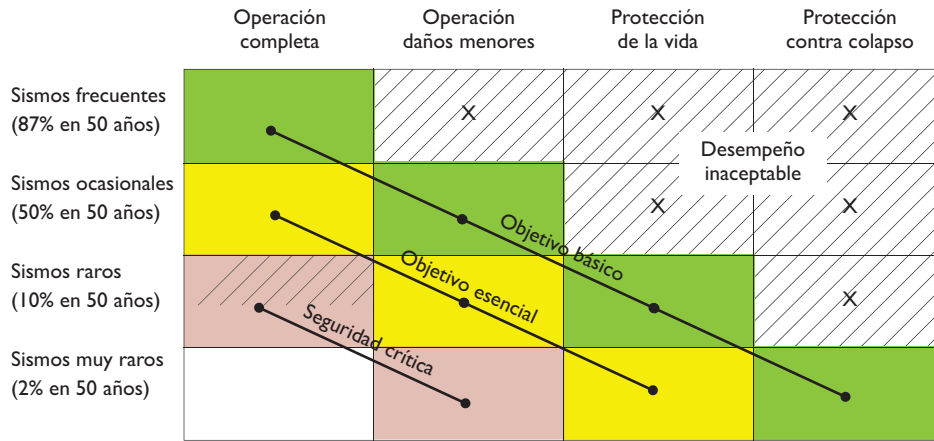 Operación
completa
Operación
daños menores
Protección
de la vida
Protección
contra colapso
Sismos frecuentes
(87% en 50 años)
X
X
X
Desempeño
inaceptable
Sismos ocasionales
(50% en 50 años)
X
X
Objetivo básico
Sismos raros
(10% en 50 años)
Objetivo esencial
X
Seguridad crítica
Sismos muy raros
(2% en 50 años)